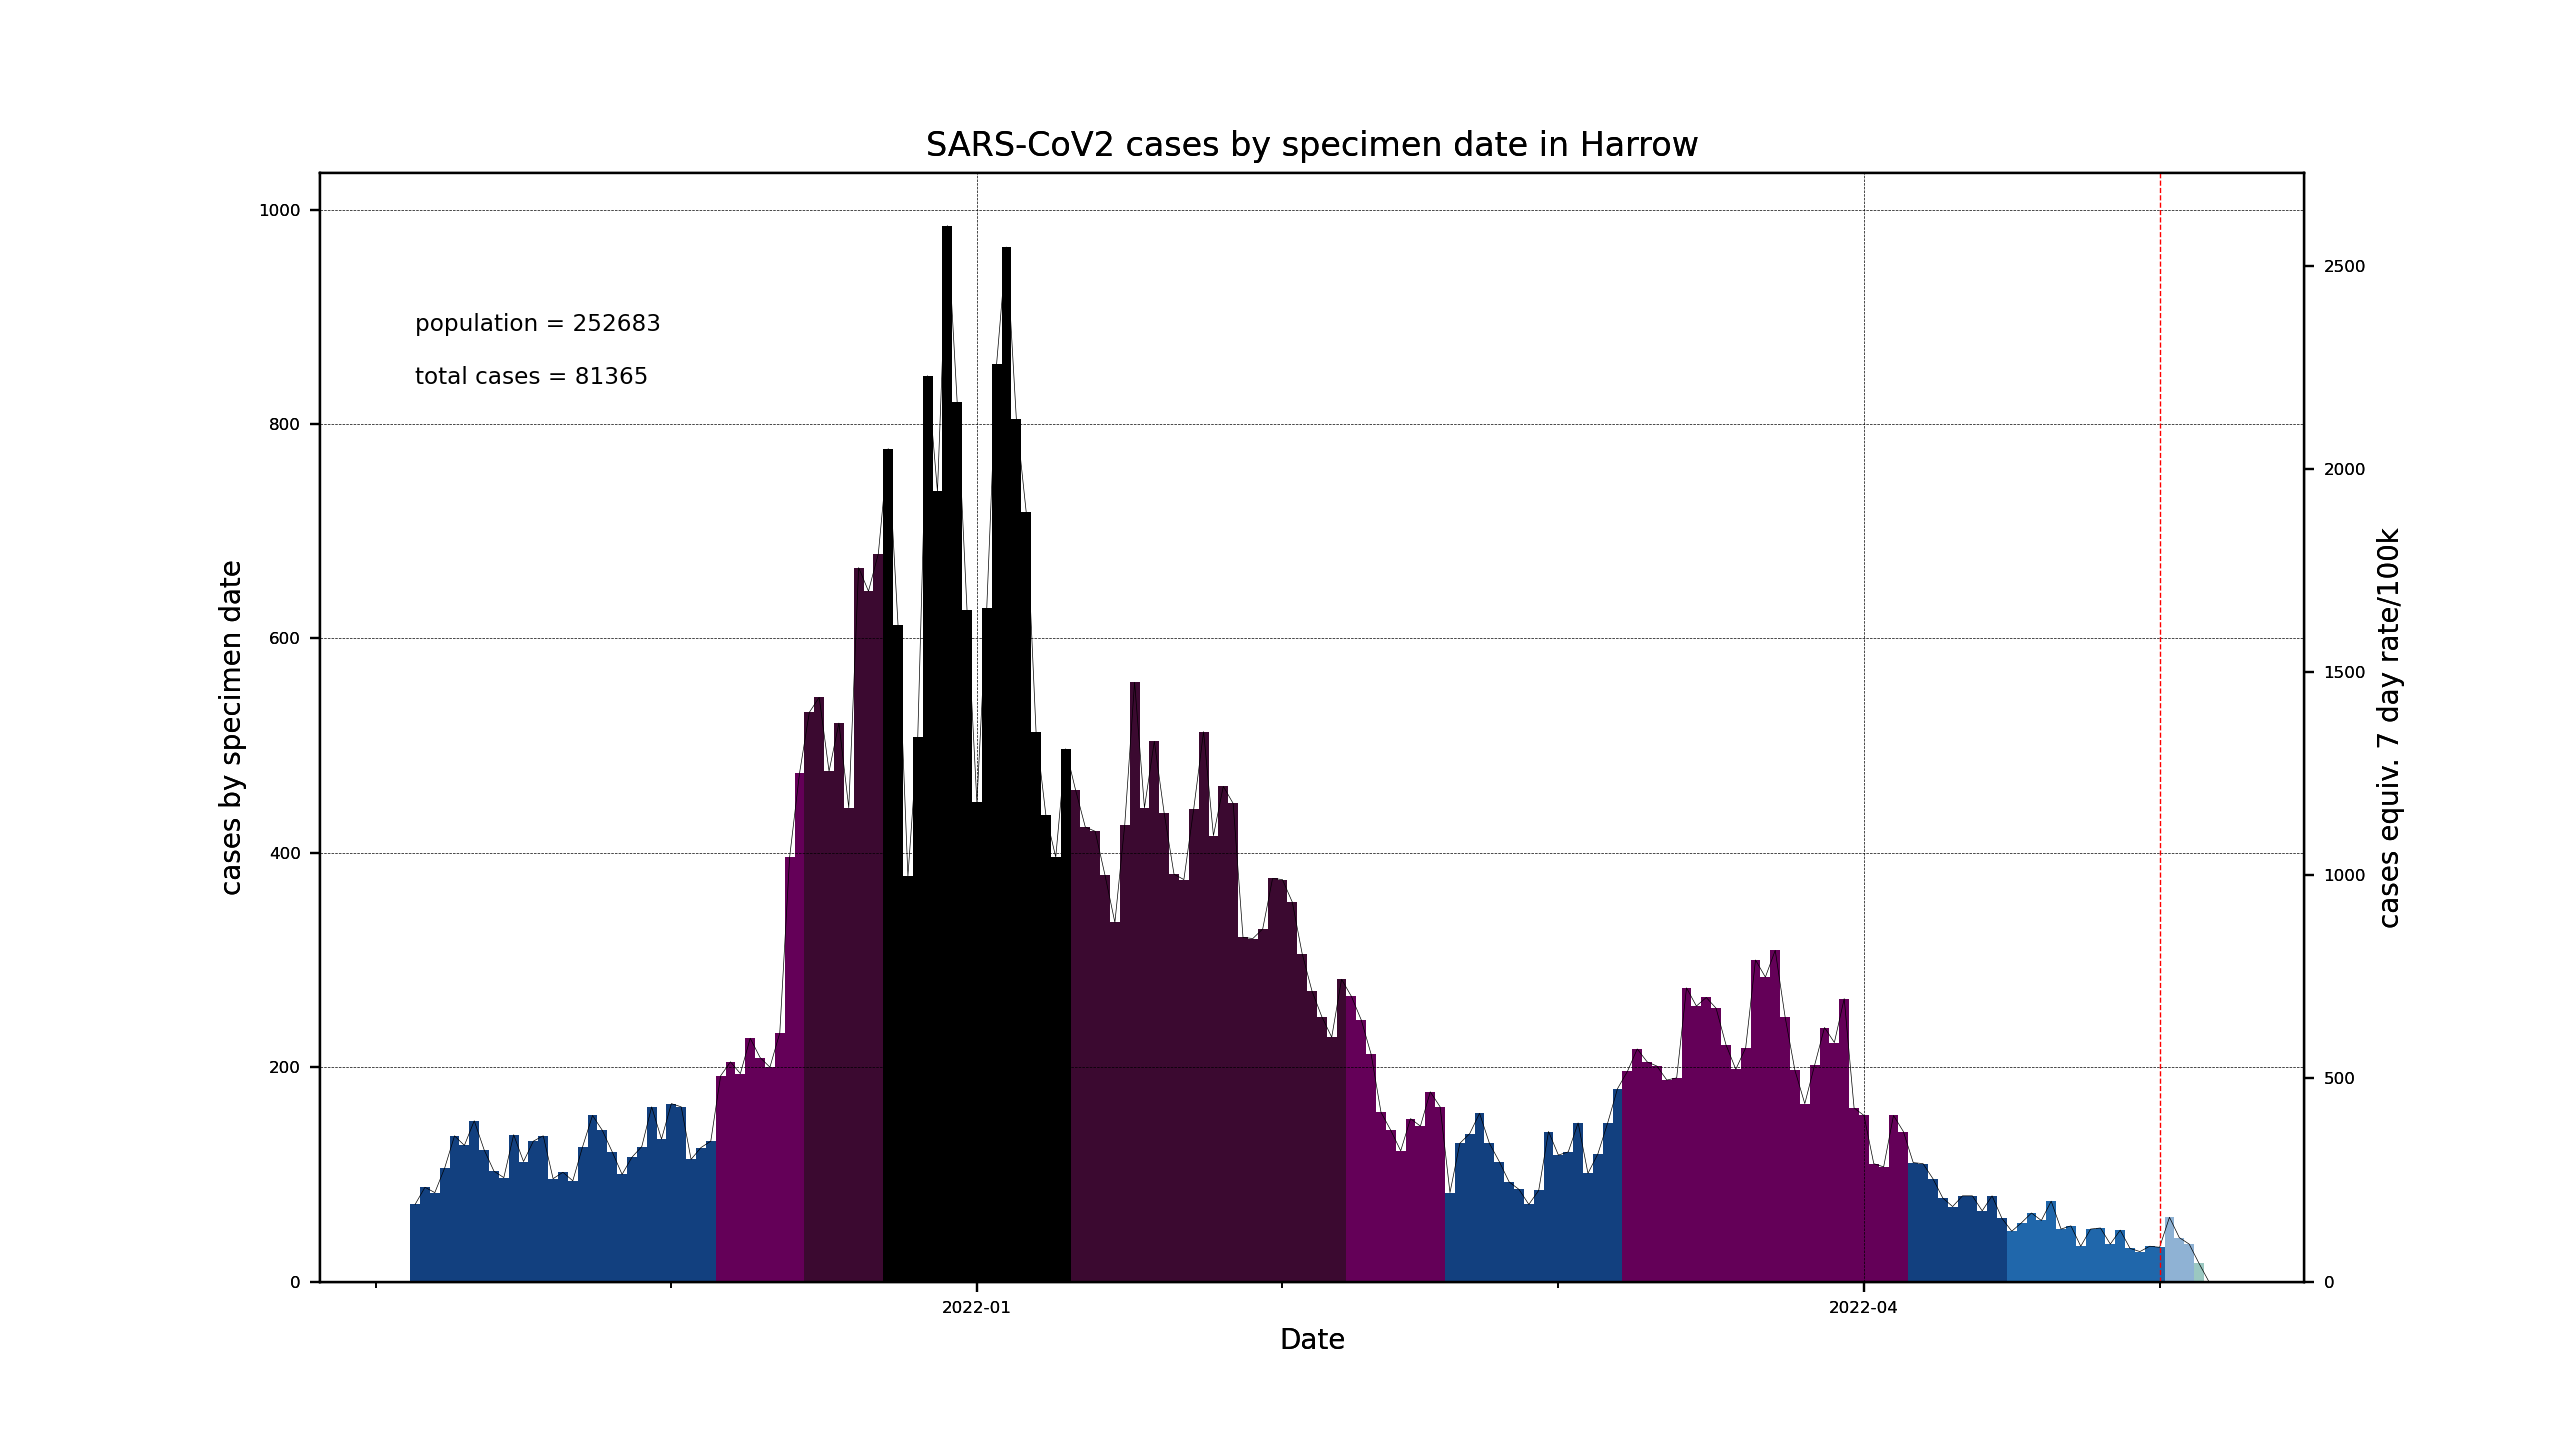 SARS-CoV2 cases by specimen date in Harrow
population = 252683
total cases = 81365
cases by specimen date
1000
800
600
400
200
0
2500
2000
1500
1000
500
0
cases equiv. 7 day rate/100k
2022-01
2022-04
Date